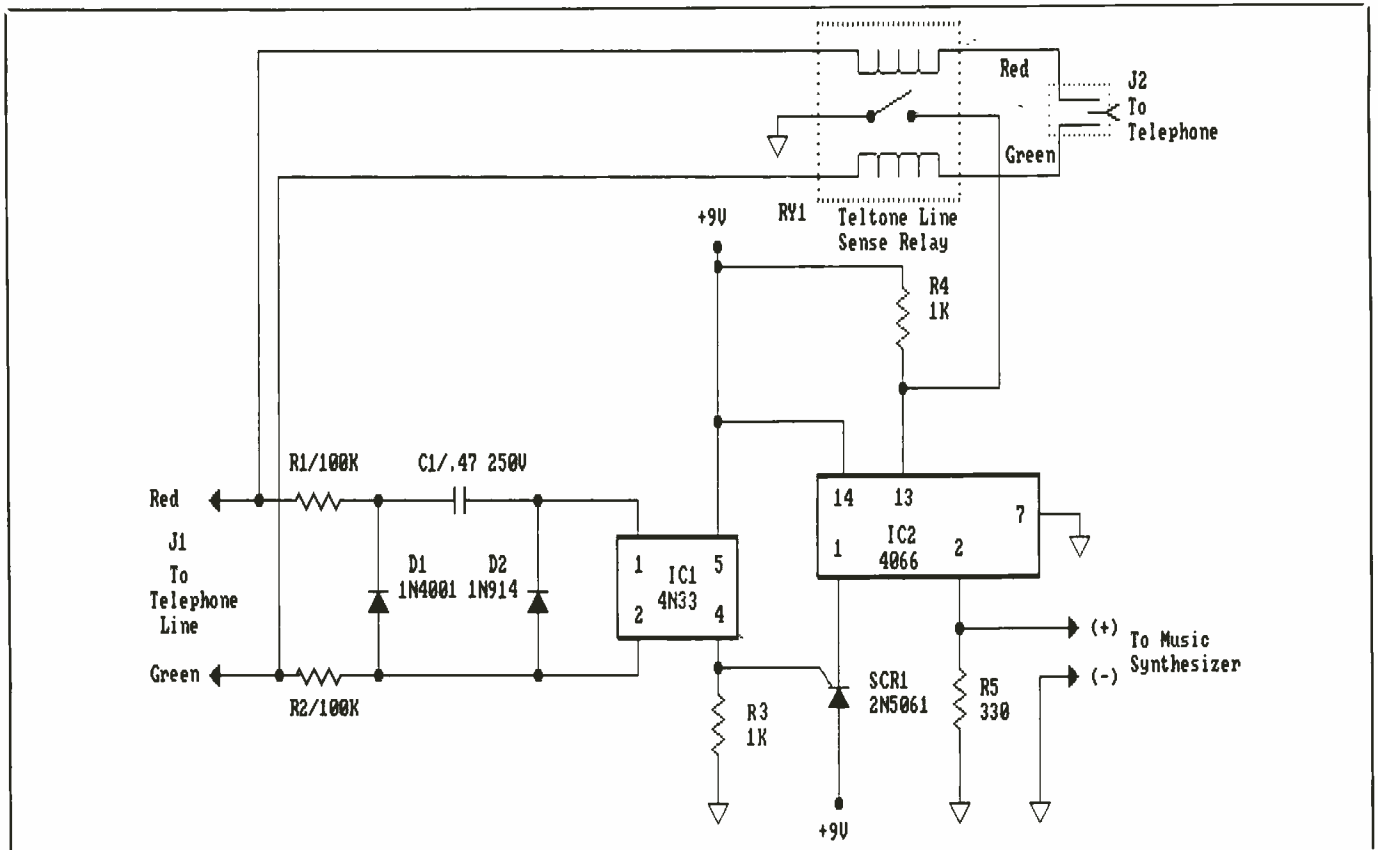 Red
J2
To
Telephone
Green
RY1
Teltone Line
Sense Relay
+9V
R4
1K
R1/100K
C1/.47 250V
Red
J1
To
Telephone
Line
Green
R2/100K
D1
1N4001
D2
1N914
1
5
IC1
4N33
2
4
14
13
7
IC2
4066
1
2
R3
1K
SCR1
2N5061
+9V
R5
330
(+)
(-)
To Music
Synthesizer